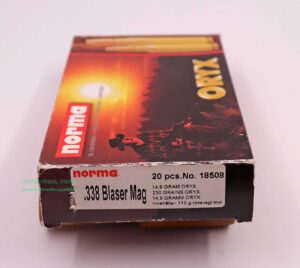 ORYX
norma
norma
20 pcs. No. 18508
.338 Blaser Mag
14,9 GRAM ORYX
230 GRAINS ORYX
14,9 GRAMM ORYX